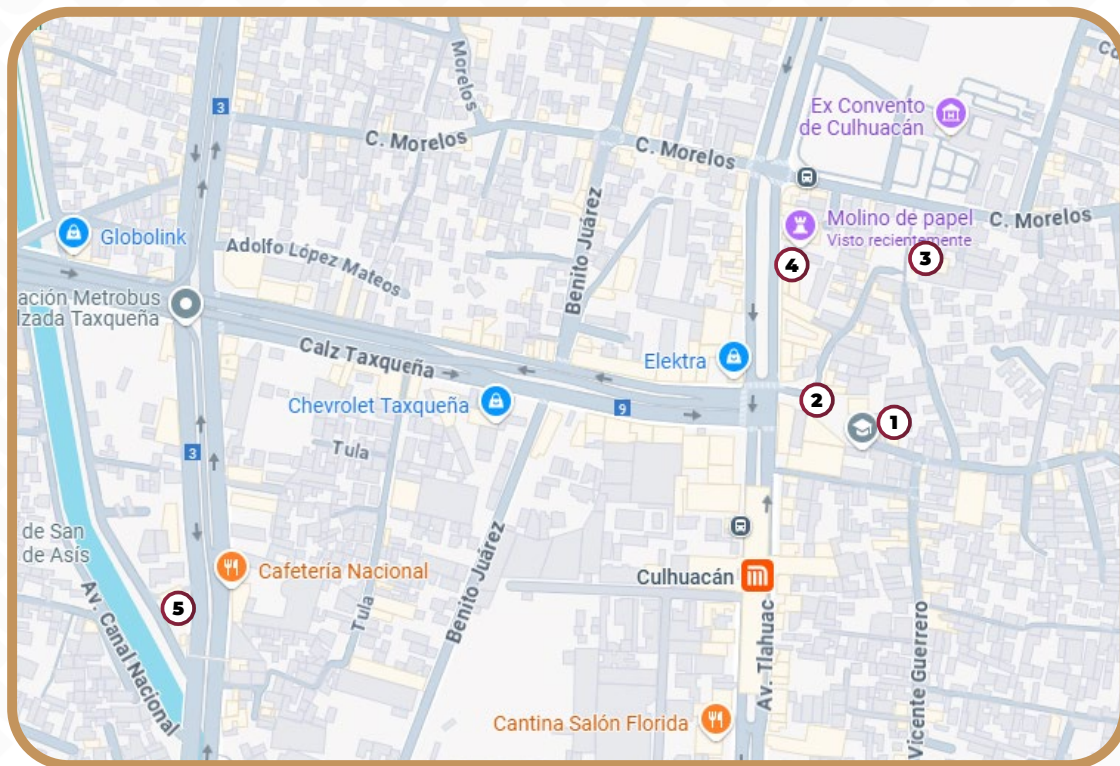 Morelos
Co
3
Ex Convento
de Culhuacán
C. Morelos
C. Morelos
Benito Juárez
Molino de papel
Visto recientemente
C. Morelos
Globolink
Adolfo López Mateos
4
3
ación Metrobus
lzada Taxqueña
Calz Taxqueña
Elektra
Chevrolet Taxqueña
9
2
1
3
Tula
de San
de Asís
Cafetería Nacional
Culhuacán
5
Av. Canal Nacional
Tula
Benito Juárez
Av. Tlahuac
Vicente Guerrero
Cantina Salón Florida